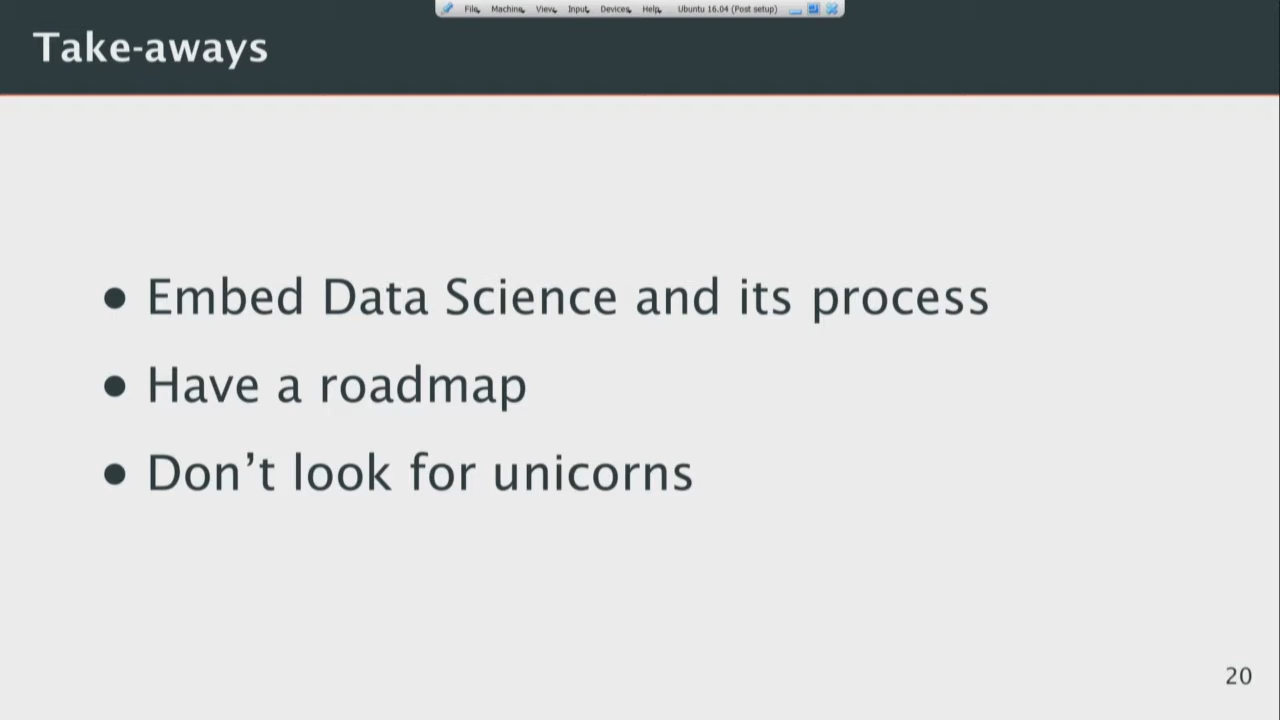 File Machine View Input Devices Help Ubuntu 16.04 (Post setup)
Take-aways
• Embed Data Science and its process
• Have a roadmap
• Don’t look for unicorns
20